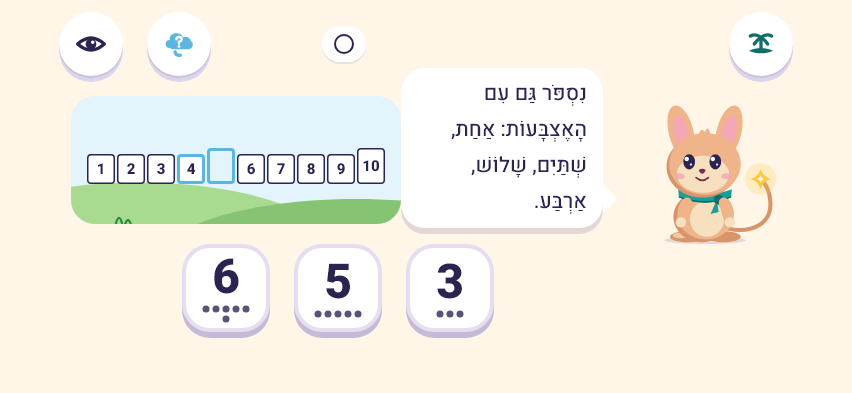 ?
נִסְפֹּר גַּם עִם
הָאֶצְבָּעוֹת: אַחַת,
שְׁתַּיִם, שָׁלוֹשׁ,
אַרְבַּע.
1 2 3 4 6 7 8 9 10
6 5 3